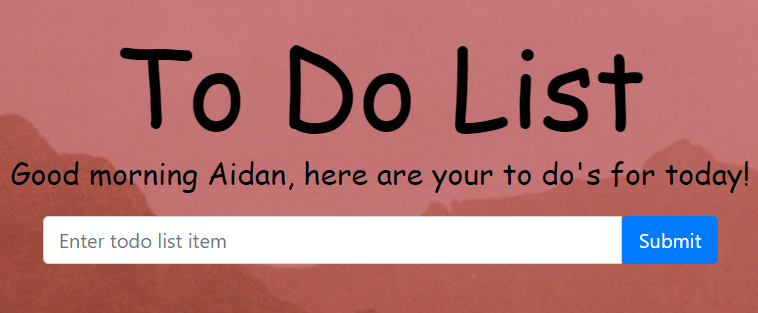 To Do List
Good morning Aidan, here are your to do's for today!
Enter todo list item Submit